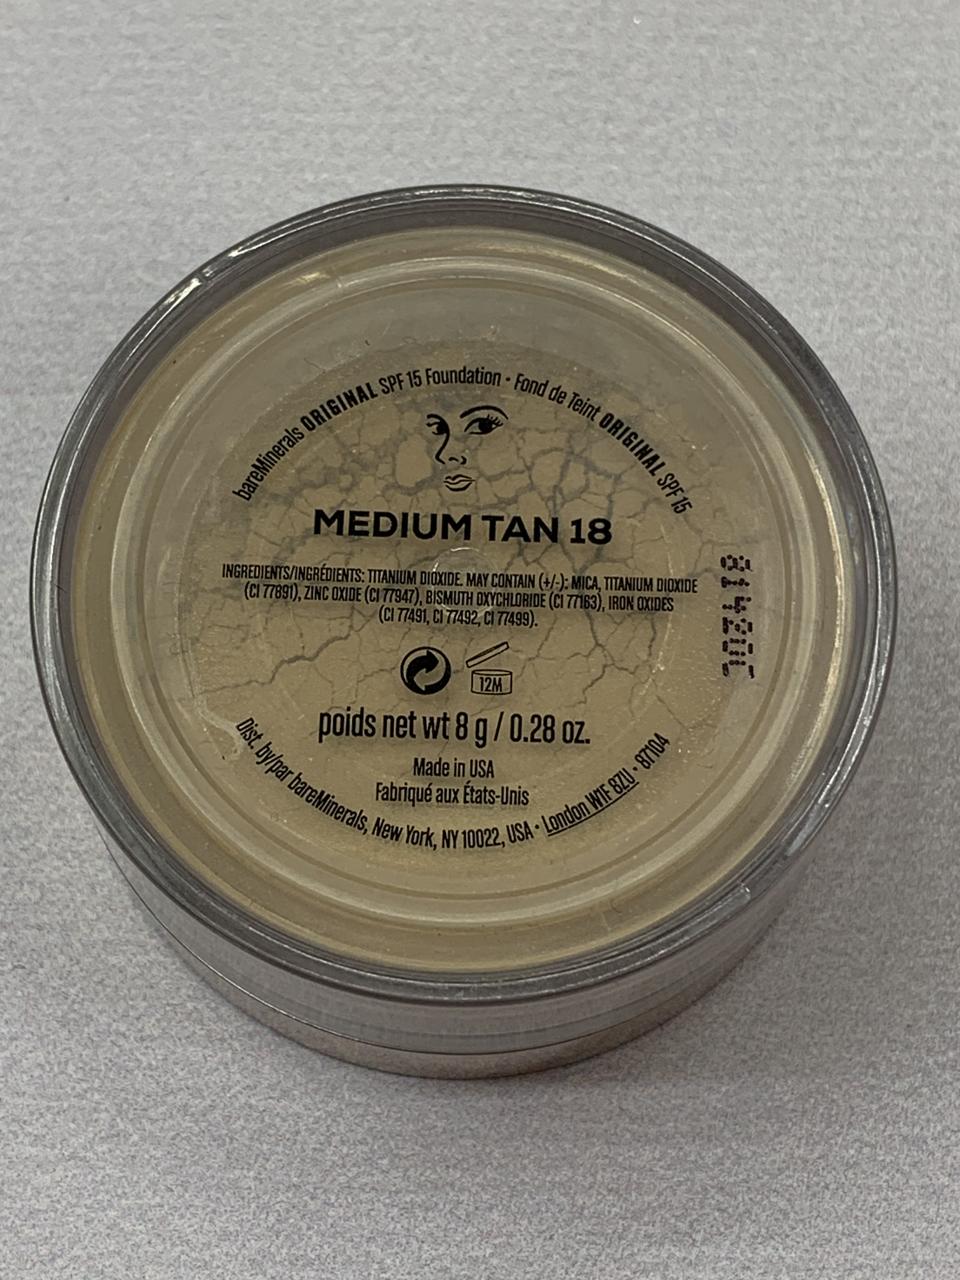 bareMinerals ORIGINAL SPF 15 Foundation • Fond de Teint ORIGINAL SPF 15
MEDIUM TAN 18
INGREDIENTS/INGRÉDIENTS: TITANIUM DIOXIDE. MAY CONTAIN (+/-): MICA, TITANIUM DIOXIDE
(CI 77891), ZINC OXIDE (CI 77947), BISMUTH OXYCHLORIDE (CI 77163), IRON OXIDES
(CI 77491, CI 77492, CI 77499).
12M
poids net wt 8 g / 0.28 oz.
Made in USA
Fabriqué aux États-Unis
Dist. by/par bareMinerals, New York, NY 10022, USA • London W1F 8ZU • 87104